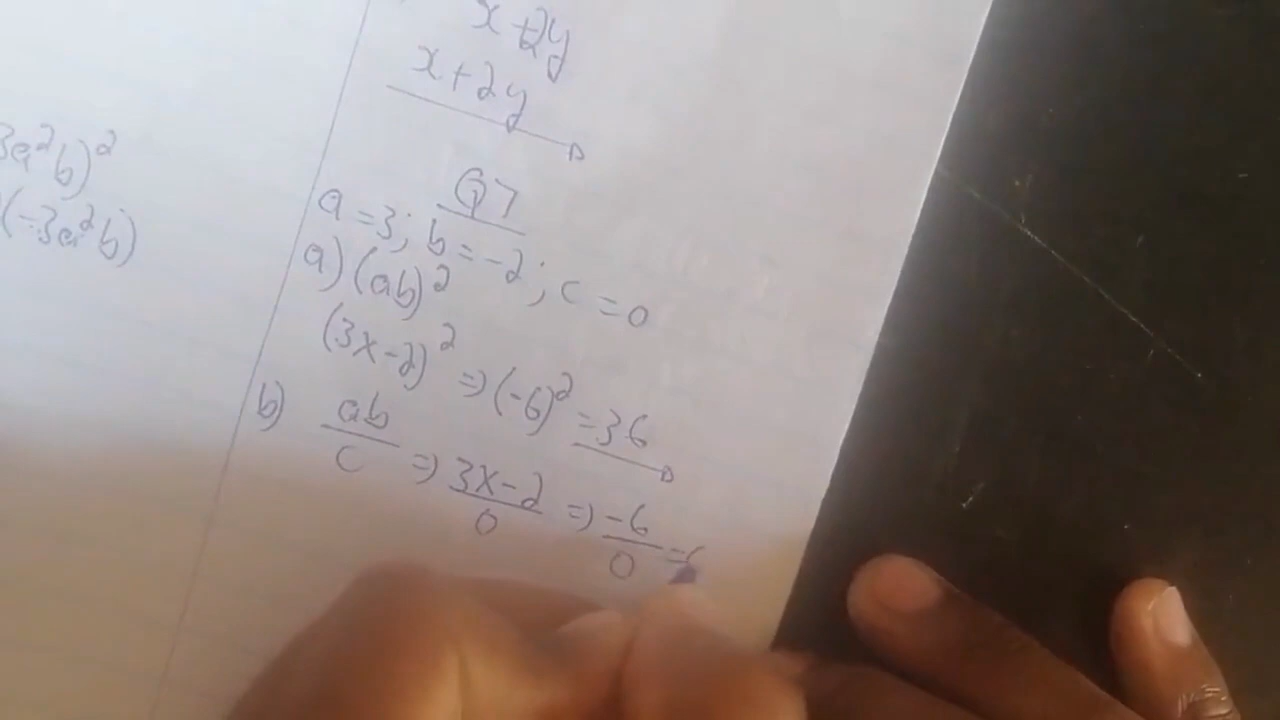 3a²b)²
(-3a²b)
x+2y
x+2y
Q7
a=3; b=-2; c=0
a) (ab)²
(3x-2)² => (-6)² =36
b) ab/c => 3x-2/0 => -6/0 =